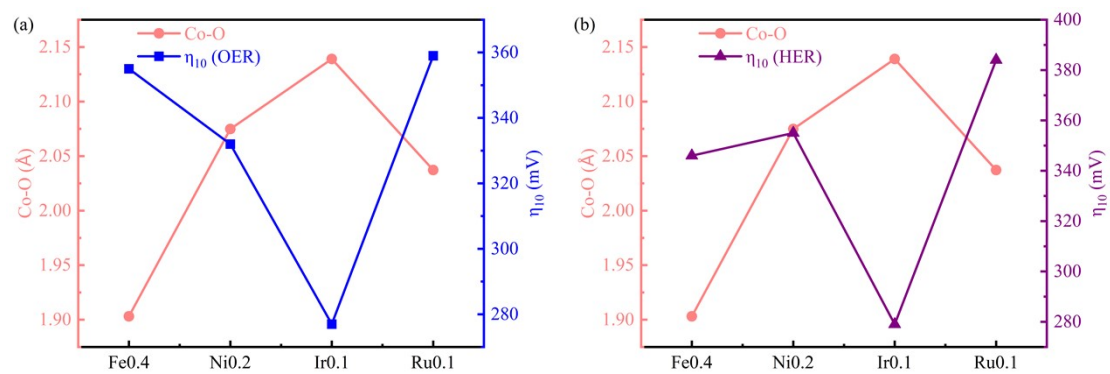 (a)
Co-O
η10 (OER)
2.15
2.10
2.05
2.00
1.95
1.90
Co-O (Å)
360
340
320
300
280
η10 (mV)
Fe0.4 Ni0.2 Ir0.1 Ru0.1
(b)
Co-O
η10 (HER)
2.15
2.10
2.05
2.00
1.95
1.90
Co-O (Å)
400
380
360
340
320
300
280
η10 (mV)
Fe0.4 Ni0.2 Ir0.1 Ru0.1